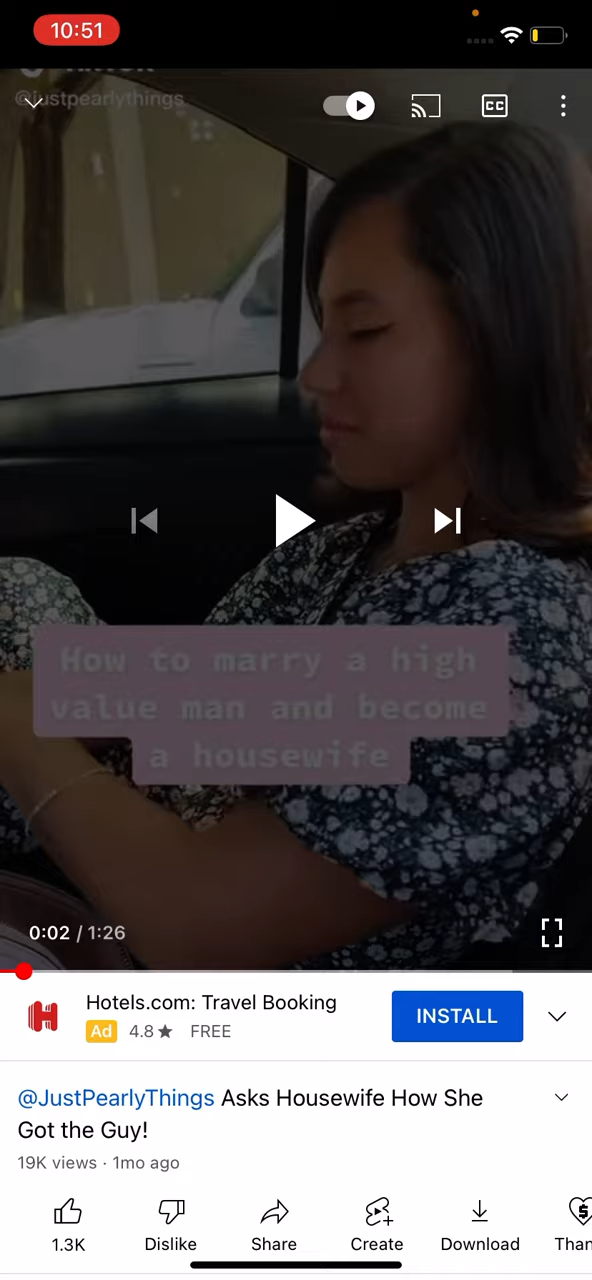 10:51
@justpearlythings
CC
How to marry a high
value man and become
a housewife
0:02 / 1:26
Hotels.com: Travel Booking
INSTALL
Ad 4.8★ FREE
@JustPearlyThings Asks Housewife How She
Got the Guy!
19K views · 1mo ago
1.3K Dislike Share Create Download Than